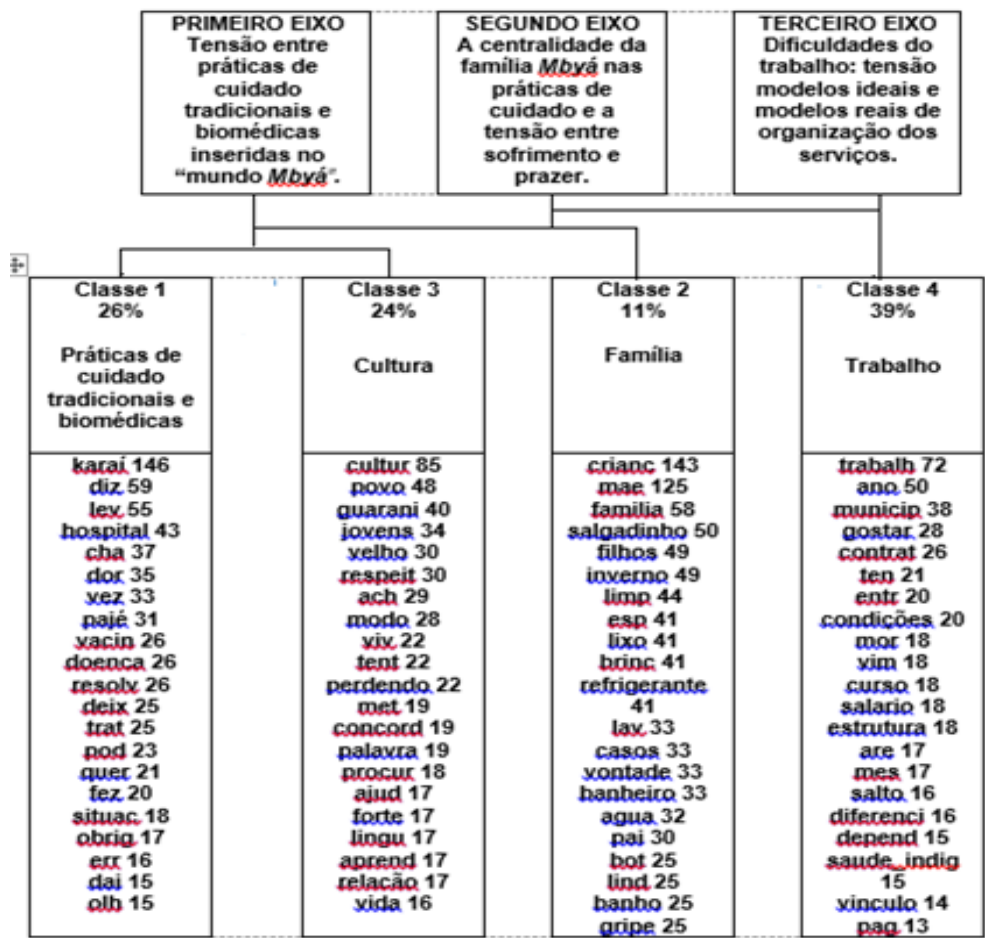 PRIMEIRO EIXO
Tensão entre
práticas de
cuidado
tradicionais e
biomédicas
inseridas no
“mundo Mbyá”.
SEGUNDO EIXO
A centralidade da
família Mbyá nas
práticas de
cuidado e a
tensão entre
sofrimento e
prazer.
TERCEIRO EIXO
Dificuldades do
trabalho: tensão
modelos ideais e
modelos reais de
organização dos
serviços.
Classe 1
26%
Práticas de
cuidado
tradicionais e
biomédicas
karaí 146
diz 59
lev 55
hospital 43
cha 37
dor 35
vez 33
pajé 31
vacin 26
doenca 26
resolv 26
deix 25
trat 25
pod 23
quer 21
fez 20
situac 18
obrig 17
err 16
dai 15
olh 15
Classe 3
24%
Cultura
cultur 85
povo 48
guarani 40
jovens 34
velho 30
respeit 30
ach 29
modo 28
viv 22
tent 22
perdendo 22
met 19
concord 19
palavra 19
procur 18
ajud 17
forte 17
lingu 17
aprend 17
relacão 17
vida 16
Classe 2
11%
Família
crianc 143
mae 125
familia 58
salgadinho 50
filhos 49
inverno 49
limp 44
esp 41
lixo 41
brinc 41
refrigerante
41
lav 33
casos 33
vontade 33
banheiro 33
agua 32
pai 30
bot 25
lind 25
banho 25
gripe 25
Classe 4
39%
Trabalho
trabalh 72
ano 50
municip 38
gostar 28
contrat 26
ten 21
entr 20
condições 20
mor 18
vim 18
curso 18
salario 18
estrutura 18
are 17
mes 17
salto 16
diferenci 16
depend 15
saude_indig
15
vinculo 14
pag 13